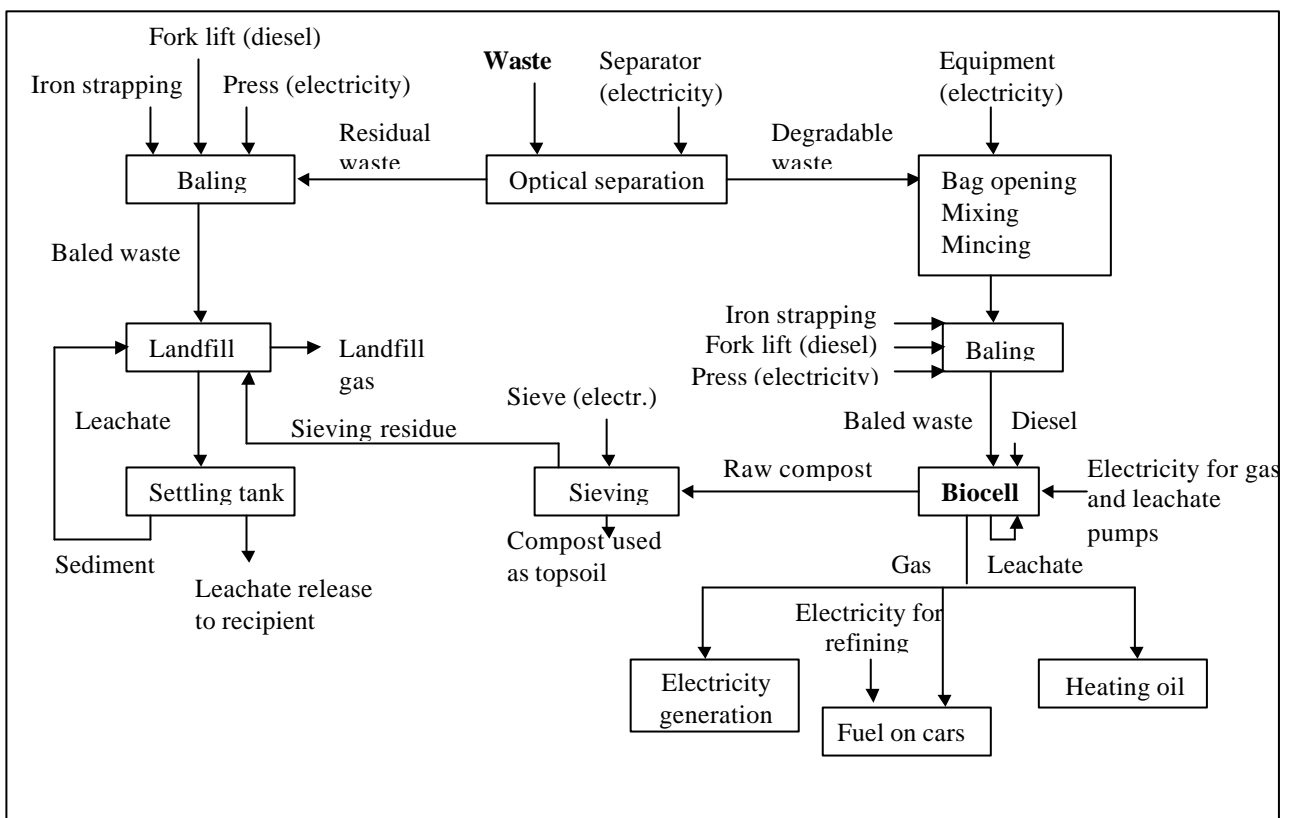 Fork lift (diesel)
Iron strapping
Press (electricity)
Waste
Separator
(electricity)
Equipment
(electricity)
Residual
waste
Degradable
waste
Baling
Optical separation
Bag opening
Mixing
Mincing
Baled waste
Iron strapping
Fork lift (diesel)
Press (electricity)
Baling
Landfill
Landfill
gas
Leachate
Sieving residue
Sieve (electr.)
Baled waste
Diesel
Settling tank
Sieving
Raw compost
Biocell
Electricity for gas
and leachate
pumps
Sediment
Leachate release
to recipient
Compost used
as topsoil
Gas
Leachate
Electricity for
refining
Electricity
generation
Fuel on cars
Heating oil